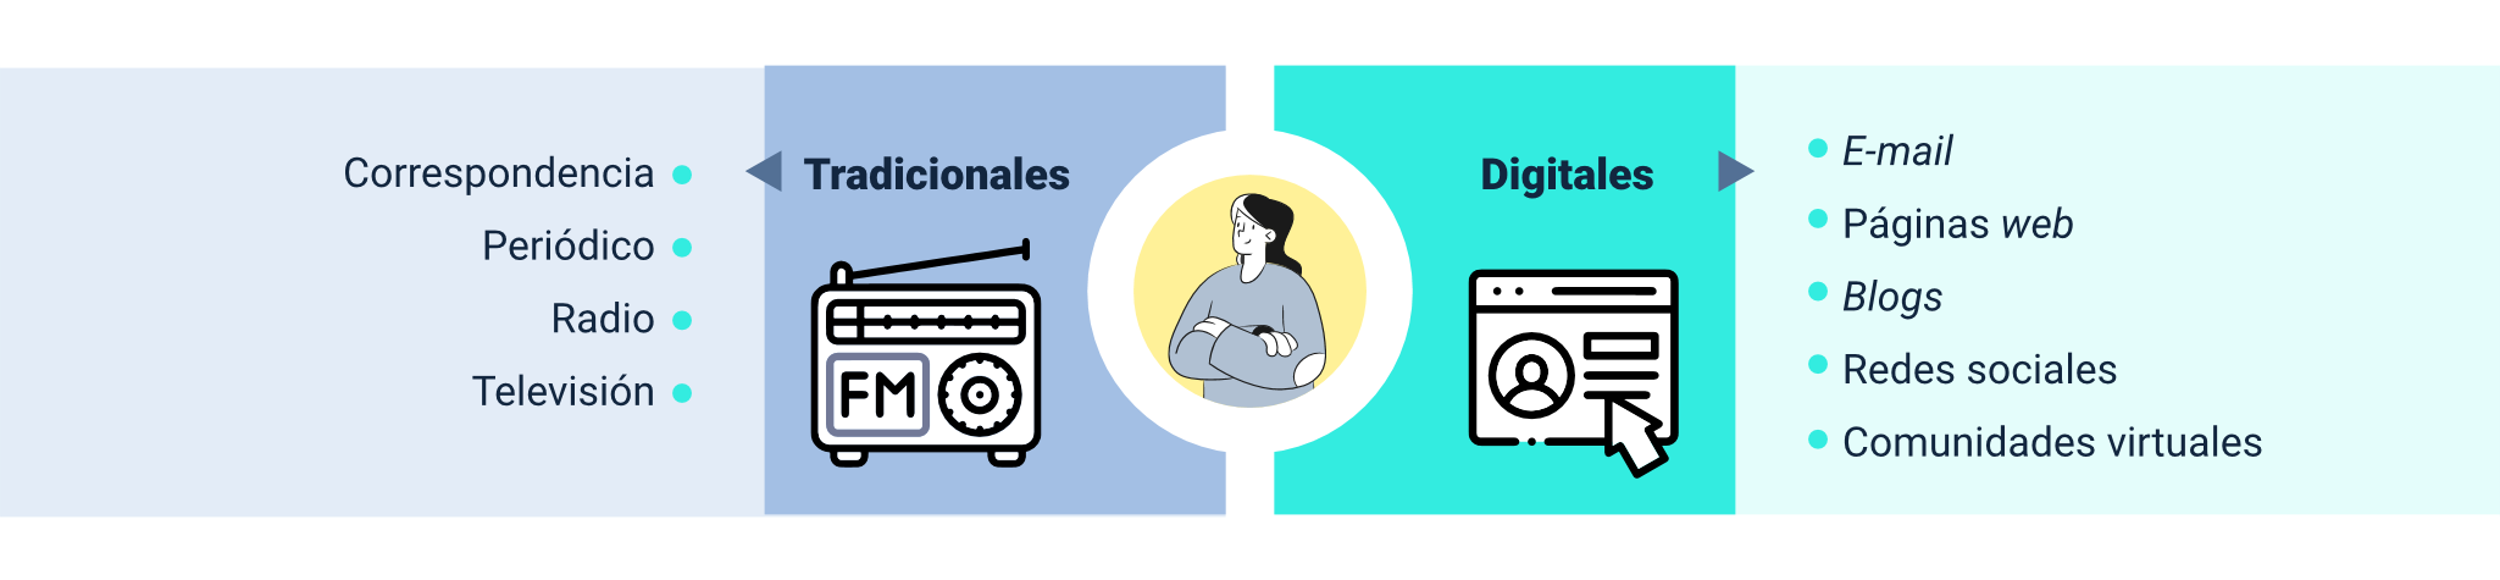 Tradicionales
Correspondencia
Periódico
Radio
Televisión
FM
Digitales
E-mail
Páginas web
Blogs
Redes sociales
Comunidades virtuales